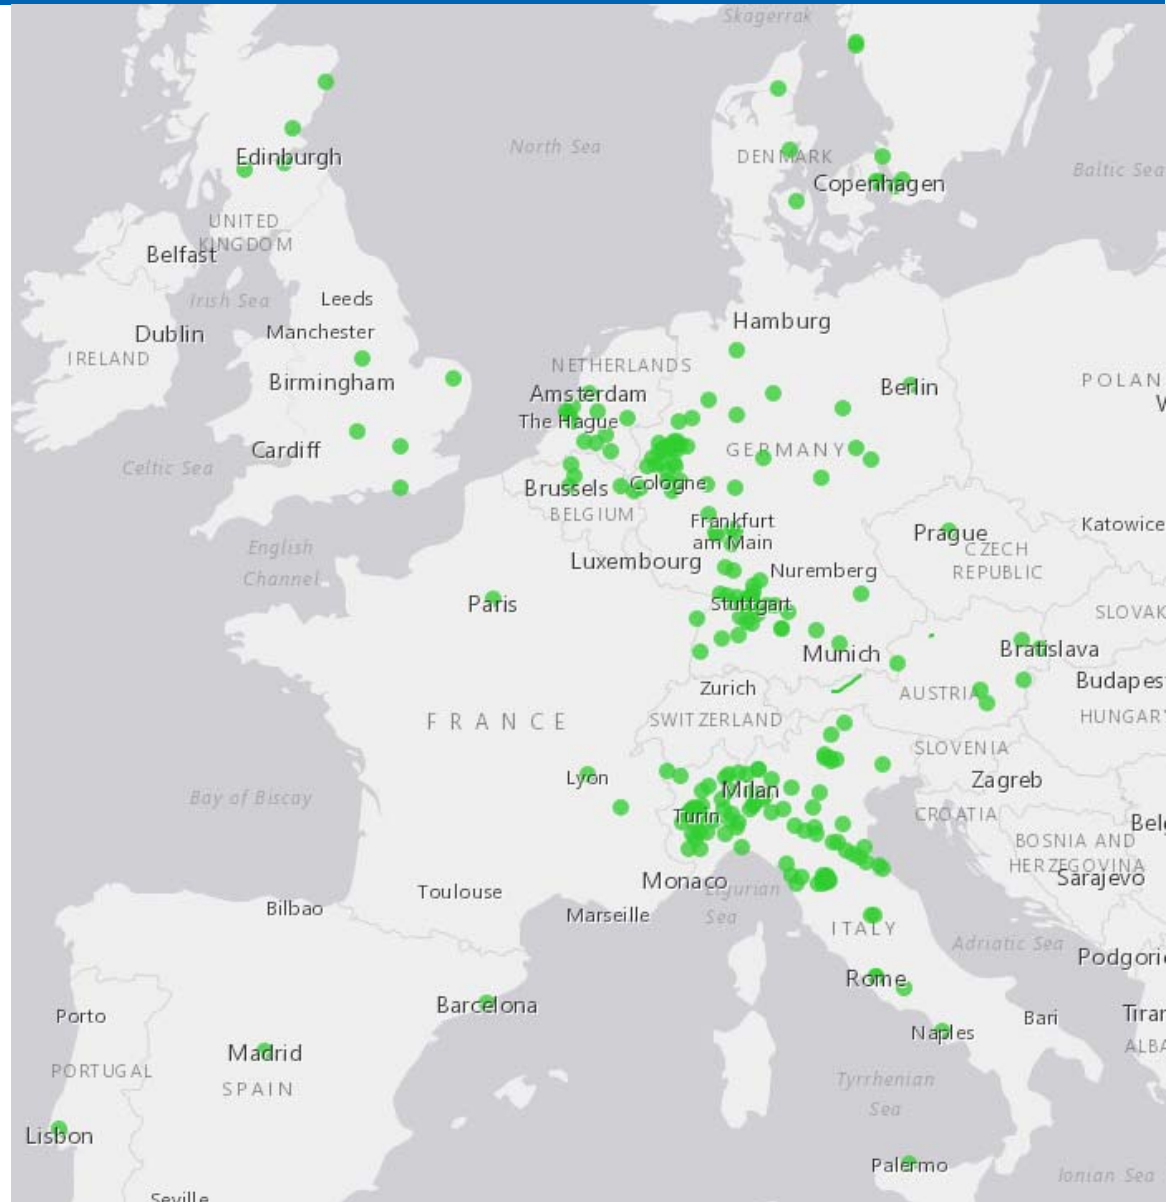 Skagerrak
North Sea
Edinburgh
DENMARK
Copenhagen
Baltic Sea
UNITED
KINGDOM
Belfast
Irish Sea
Leeds
Hamburg
Dublin
Manchester
IRELAND
NETHERLANDS
Birmingham
Amsterdam
Berlin
POLAN
W
The Hague
Cardiff
GERMANY
Celtic Sea
Brussels
Cologne
BELGIUM
Frankfurt
am Main
Prague
Katowice
English
Channel
CZECH
REPUBLIC
Luxembourg
Nuremberg
Paris
Stuttgart
SLOVAK
Munich
Bratislava
Zurich
AUSTRIA
Budapes
FRANCE
SWITZERLAND
HUNGARY
SLOVENIA
Lyon
Zagreb
Bay of Biscay
Milan
Turin
CROATIA
Belg
BOSNIA AND
HERZEGOVINA
Sarajevo
Monaco
Ligurian
Sea
Toulouse
Bilbao
Marseille
ITALY
Adriatic Sea
Podgori
Rome
Barcelona
Porto
Bari
Tiran
Naples
Madrid
ALBA
PORTUGAL
SPAIN
Tyrrhenian
Sea
Lisbon
Palermo
Ionian Sea
Seville